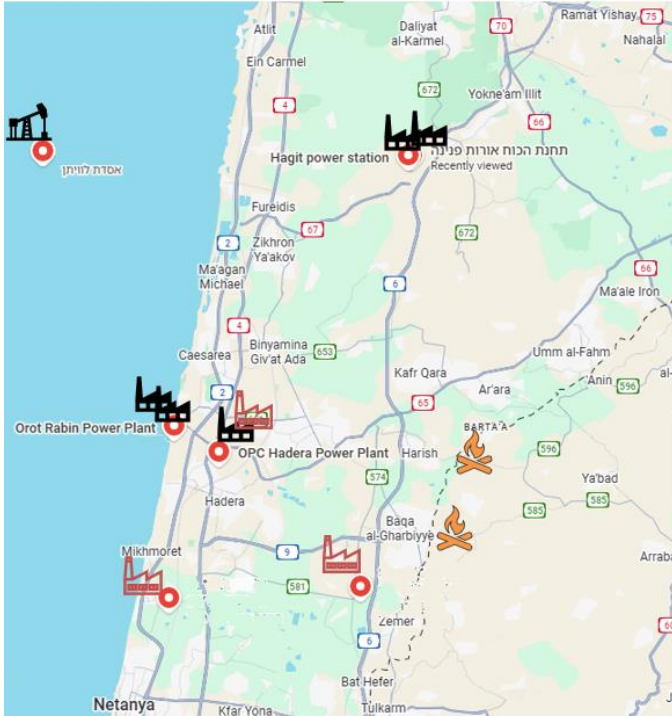 Atlit
Daliyat
al-Karmel
70
Ramat Yishay
75
Nahalal
Ein Carmel
4
672
Yokne'am Illit
66
אסדת לוויתן
Hagit power station
תחנת הכוח אורות פנינה
Recently viewed
Fureidis
67
672
2
Zikhron
Ya'akov
66
Ma'agan
Michael
6
Ma'ale Iron
4
Binyamina
Giv'at Ada
653
Caesarea
Umm al-Fahm
Kafr Qara
'Anin
596
2
65
Ar'ara
Orot Rabin Power Plant
BARTA'A
OPC Hadera Power Plant
Harish
596
574
Ya'bad
Hadera
585
585
Baqa
al-Gharbiyye
Mikhmoret
9
Arraba
581
Zemer
6
60
Bat Hefer
Netanya
Kfar Yona
Tulkarm